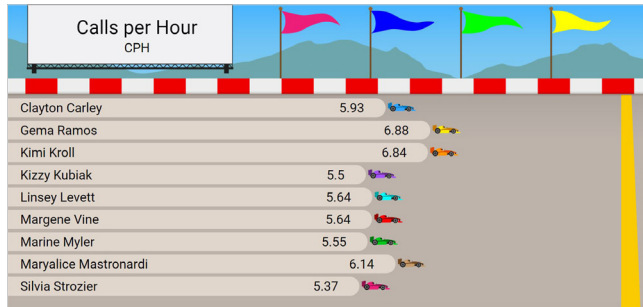 Calls per Hour
CPH
Clayton Carley 5.93
Gema Ramos 6.88
Kimi Kroll 6.84
Kizzy Kubiak 5.5
Linsey Levett 5.64
Margene Vine 5.64
Marine Myler 5.55
Maryalice Mastronardi 6.14
Silvia Strozier 5.37